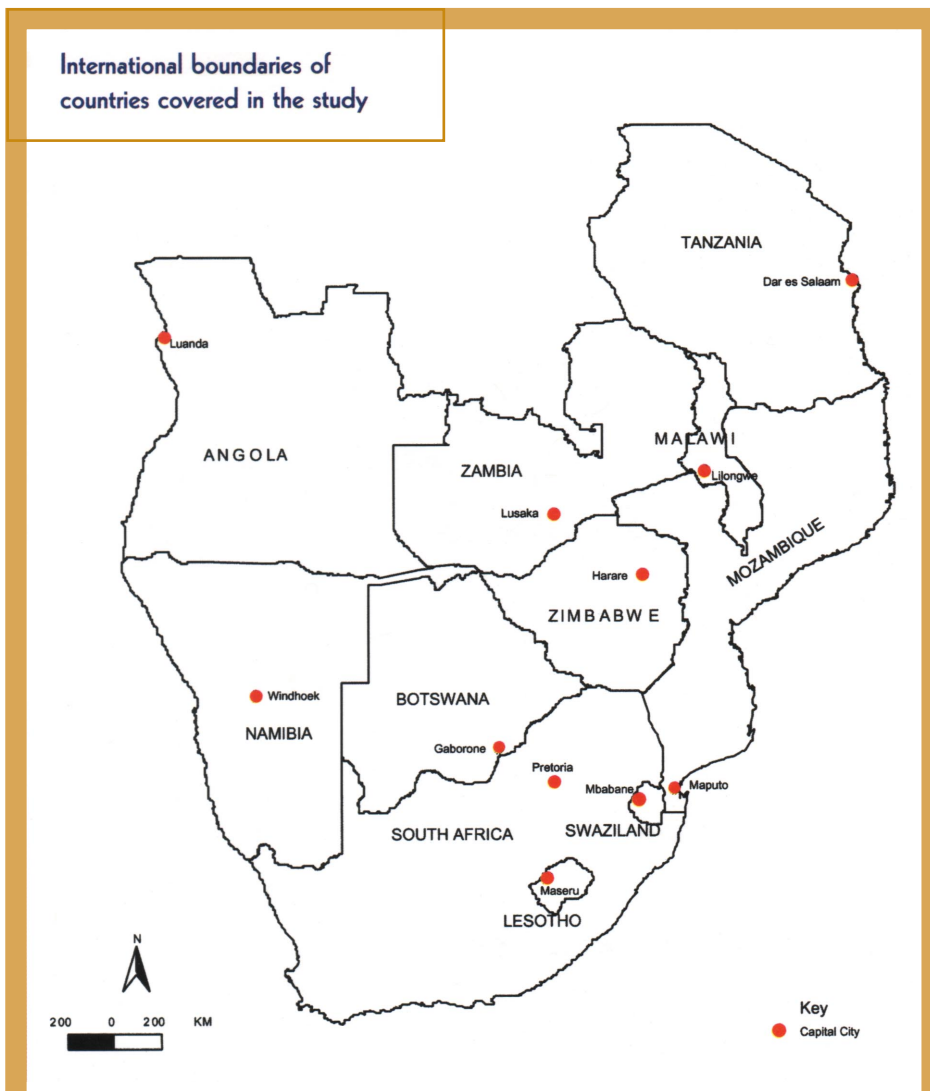 International boundaries of
countries covered in the study
TANZANIA
Dar es Salaam
Luanda
ANGOLA
MALAWI
ZAMBIA
Lilongwe
Lusaka
MOZAMBIQUE
Harare
ZIMBABWE
Windhoek
BOTSWANA
NAMIBIA
Gaborone
Pretoria
Mbabane
Maputo
SOUTH AFRICA
SWAZILAND
Maseru
LESOTHO
N
200 0 200 KM
Key
Capital City